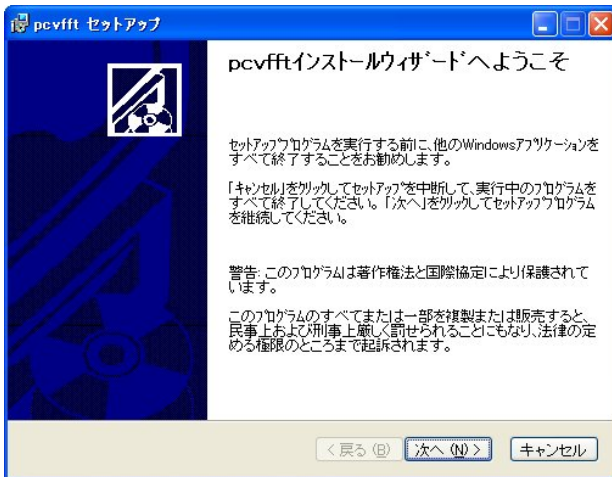 pcvfft セットアップ
pcvfftインストールウィザードへようこそ
セットアッププログラムを実行する前に、他のWindowsアプリケーションを
すべて終了することをお勧めします。
「キャンセル」をクリックしてセットアップを中断して、実行中のプログラムを
すべて終了してください。「次へ」をクリックしてセットアッププログラム
を継続してください。
警告: このプログラムは著作権法と国際協定により保護されて
います。
このプログラムのすべてまたは一部を複製または販売すると、
民事上および刑事上厳しく罰せられることにもなり、法律の定
める極限のところまで起訴されます。
< 戻る (B) 次へ (N) > キャンセル